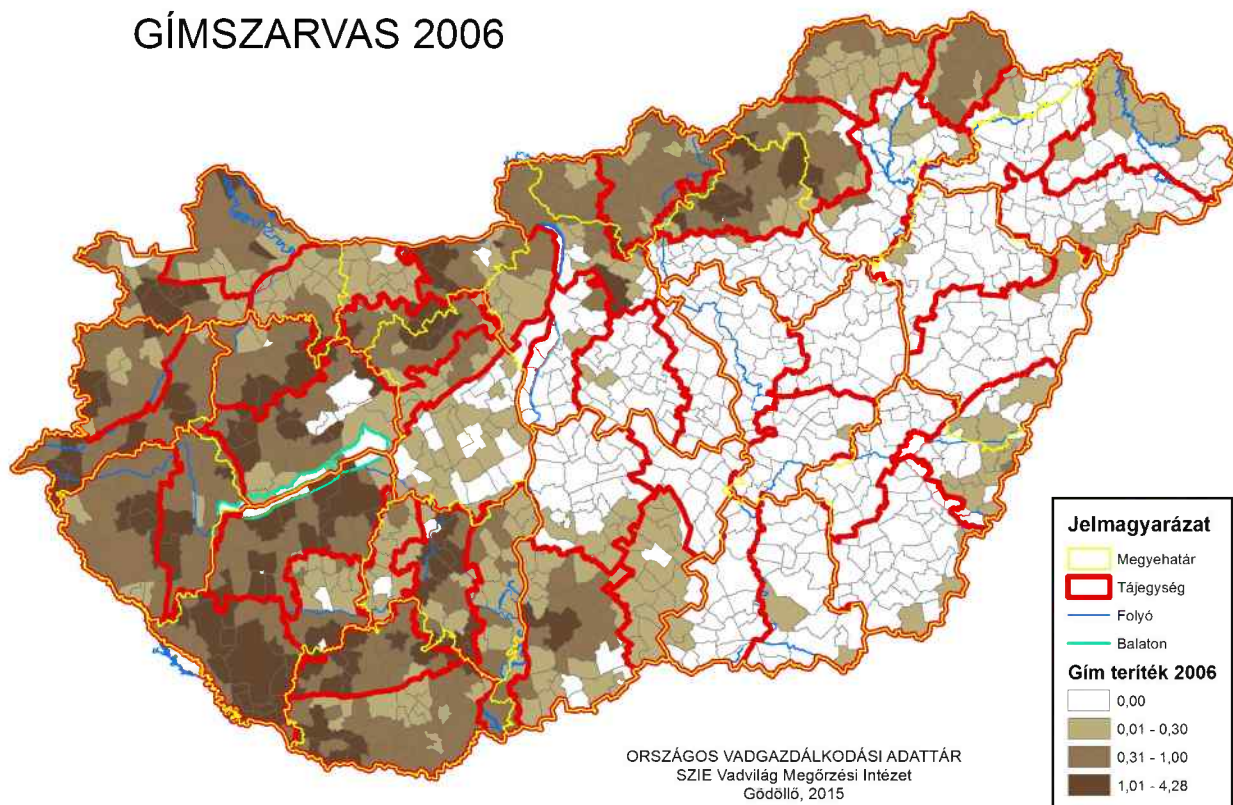 GÍMSZARVAS 2006
Jelmagyarázat
Megyehatár
Tájegység
Folyó
Balaton
Gím teríték 2006
0,00
0,01 - 0,30
0,31 - 1,00
1,01 - 4,28
ORSZÁGOS VADGAZDÁLKODÁSI ADATTÁR
SZIE Vadvilág Megőrzési Intézet
Gödöllő, 2015